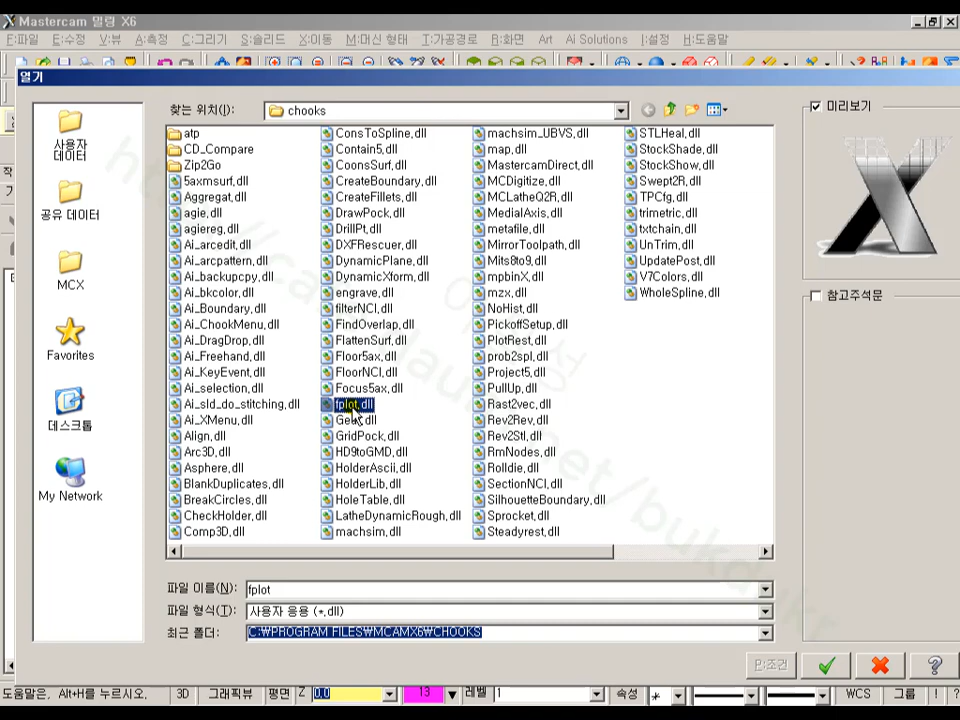 Mastercam 밀링 X6
F:파일 E:수정 V:뷰 A:측정 C:그리기 S:솔리드 X:이동 M:머신 형태 T:가공경로 R:화면 Art Ai Solutions I:설정 H:도움말
열기
찾는 위치(I): chooks
미리보기
참고주석문
사용자 데이터
공유 데이터
MCX
Favorites
데스크톱
My Network
atp
CD_Compare
Zip2Go
5axmsurf.dll
Aggregat.dll
agie.dll
agiereg.dll
Ai_arcedit.dll
Ai_arcpattern.dll
Ai_backupcpy.dll
Ai_bkcolor.dll
Ai_Boundary.dll
Ai_ChookMenu.dll
Ai_DragDrop.dll
Ai_Freehand.dll
Ai_KeyEvent.dll
Ai_selection.dll
Ai_sld_do_stitching.dll
Ai_XMenu.dll
Align.dll
Arc3D.dll
Asphere.dll
BlankDuplicates.dll
BreakCircles.dll
CheckHolder.dll
Comp3D.dll
ConsToSpline.dll
Contain5.dll
CoonsSurf.dll
CreateBoundary.dll
CreateFillets.dll
DrawPock.dll
DrillPt.dll
DXFRescuer.dll
DynamicPlane.dll
DynamicXform.dll
engrave.dll
filterNCI.dll
FindOverlap.dll
FlattenSurf.dll
Floor5ax.dll
FloorNCI.dll
Focus5ax.dll
fplot.dll
Gear.dll
GridPock.dll
HD9toGMD.dll
HolderAscii.dll
HolderLib.dll
HoleTable.dll
LatheDynamicRough.dll
machsim.dll
machsim_UBVS.dll
map.dll
MastercamDirect.dll
MCDigitize.dll
MCLatheQ2R.dll
MedialAxis.dll
metafile.dll
MirrorToolpath.dll
Mits8to9.dll
mpbinX.dll
mzx.dll
NoHist.dll
PickoffSetup.dll
PlotRest.dll
prob2spl.dll
Project5.dll
PullUp.dll
Rast2vec.dll
Rev2Rev.dll
Rev2Stl.dll
RmNodes.dll
Rolldie.dll
SectionNCI.dll
SilhouetteBoundary.dll
Sprocket.dll
Steadyrest.dll
STLHeal.dll
StockShade.dll
StockShow.dll
Swept2R.dll
TPCfg.dll
trimetric.dll
txtchain.dll
UnTrim.dll
UpdatePost.dll
V7Colors.dll
WholeSpline.dll
파일 이름(N): fplot
파일 형식(T): 사용자 응용 (*.dll)
최근 폴더: C:₩PROGRAM FILES₩MCAMX6₩CHOOKS
P:조건
도움말은, Alt+H를 누르시오. 3D 그래픽뷰 평면 Z 0.0 13 레벨 1 속성 WCS 그룹 ! ?